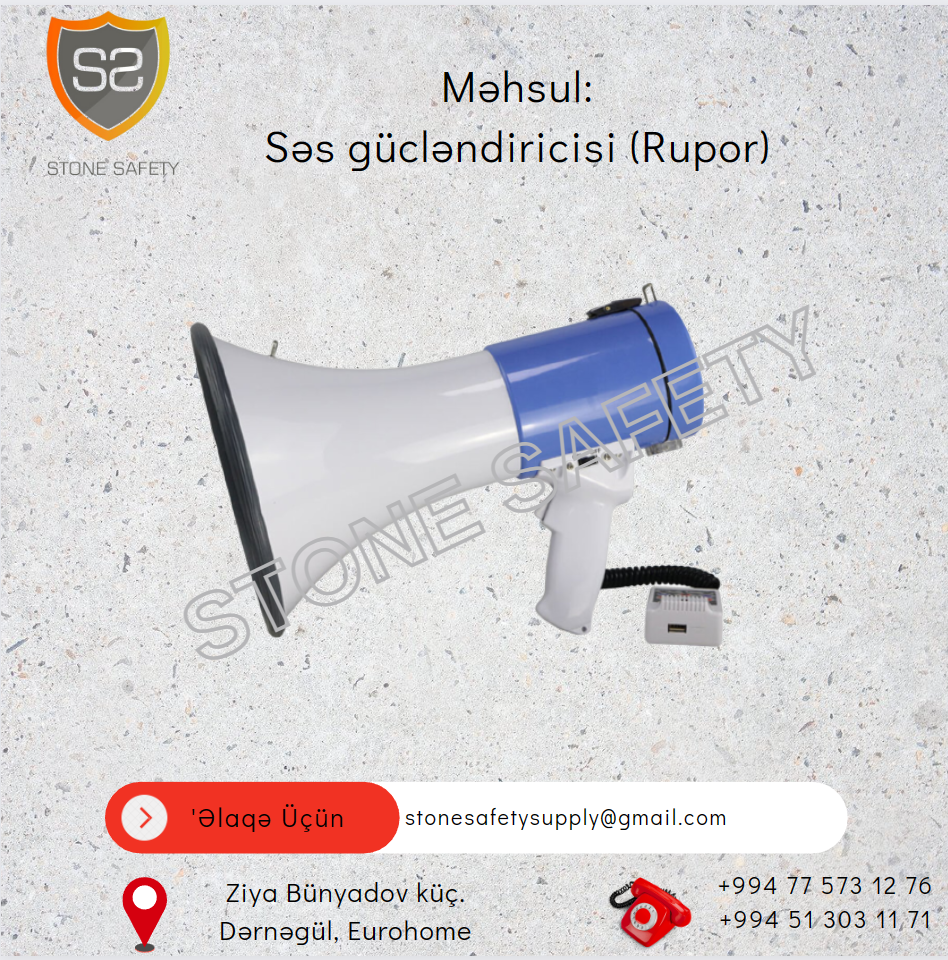 SS
STONE SAFETY
Məhsul:
Səs gücləndiricisi (Rupor)
STONE SAFETY
'Əlaqə Üçün
stonesafetysupply@gmail.com
Ziya Bünyadov küç.
Dərnəgül, Eurohome
+994 77 573 12 76
+994 51 303 11 71